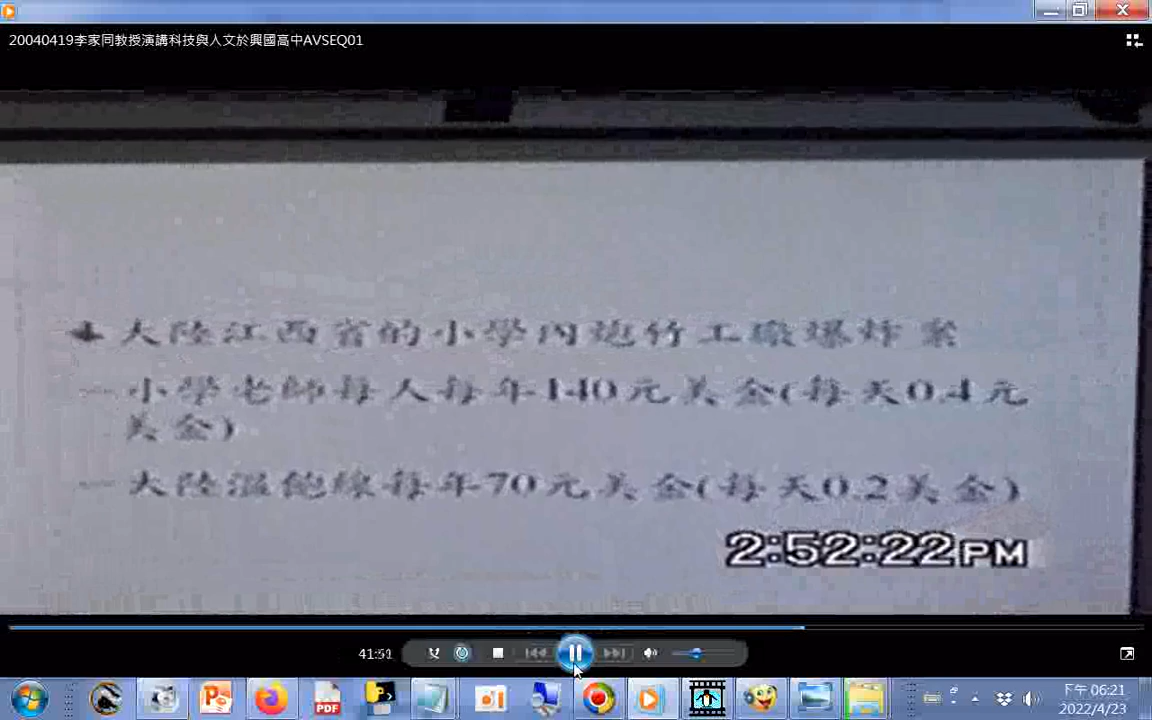 20040419李家同教授演講科技與人文於興國高中AVSEQ01
大陸江西省的小學內炮竹工廠爆炸案
一 小學老師每人每年140元美金(每天0.4元
美金)
一 大陸溫飽線每年70元美金(每天0.2美金)
2:52:22PM
41:51
PDF
下午 06:21
2022/4/23